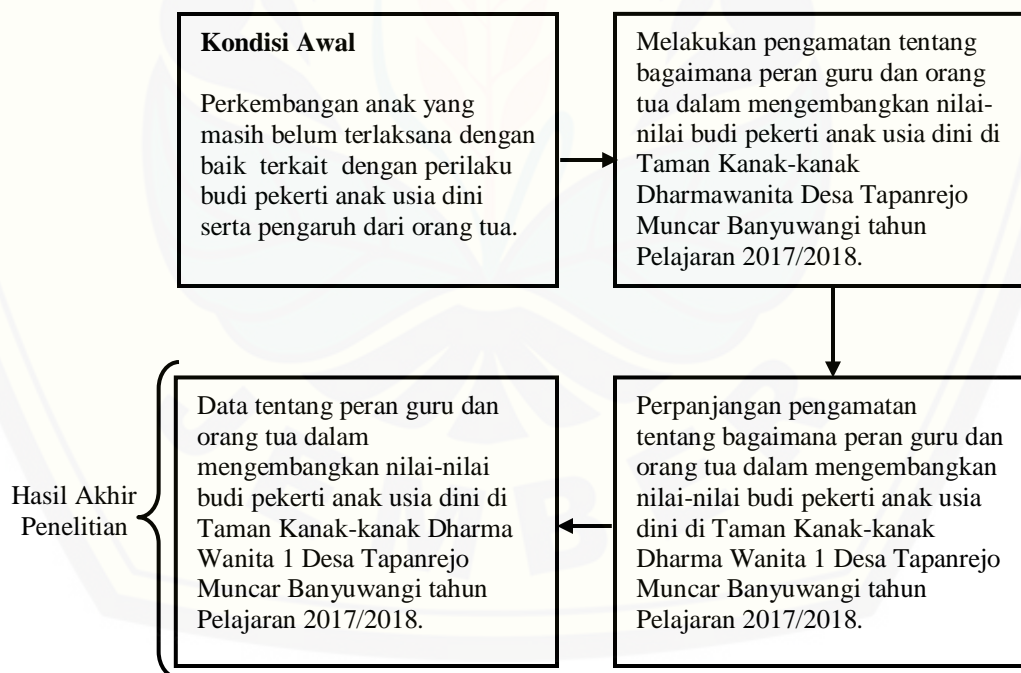 Kondisi Awal
Perkembangan anak yang
masih belum terlaksana dengan
baik terkait dengan perilaku
budi pekerti anak usia dini
serta pengaruh dari orang tua.
Melakukan pengamatan tentang
bagaimana peran guru dan orang
tua dalam mengembangkan nilai-
nilai budi pekerti anak usia dini di
Taman Kanak-kanak
Dharmawanita Desa Tapanrejo
Muncar Banyuwangi tahun
Pelajaran 2017/2018.
Perpanjangan pengamatan
tentang bagaimana peran guru dan
orang tua dalam mengembangkan
nilai-nilai budi pekerti anak usia
dini di Taman Kanak-kanak
Dharma Wanita 1 Desa Tapanrejo
Muncar Banyuwangi tahun
Pelajaran 2017/2018.
Data tentang peran guru dan
orang tua dalam
mengembangkan nilai-nilai
budi pekerti anak usia dini di
Taman Kanak-kanak Dharma
Wanita 1 Desa Tapanrejo
Muncar Banyuwangi tahun
Pelajaran 2017/2018.
Hasil Akhir
Penelitian